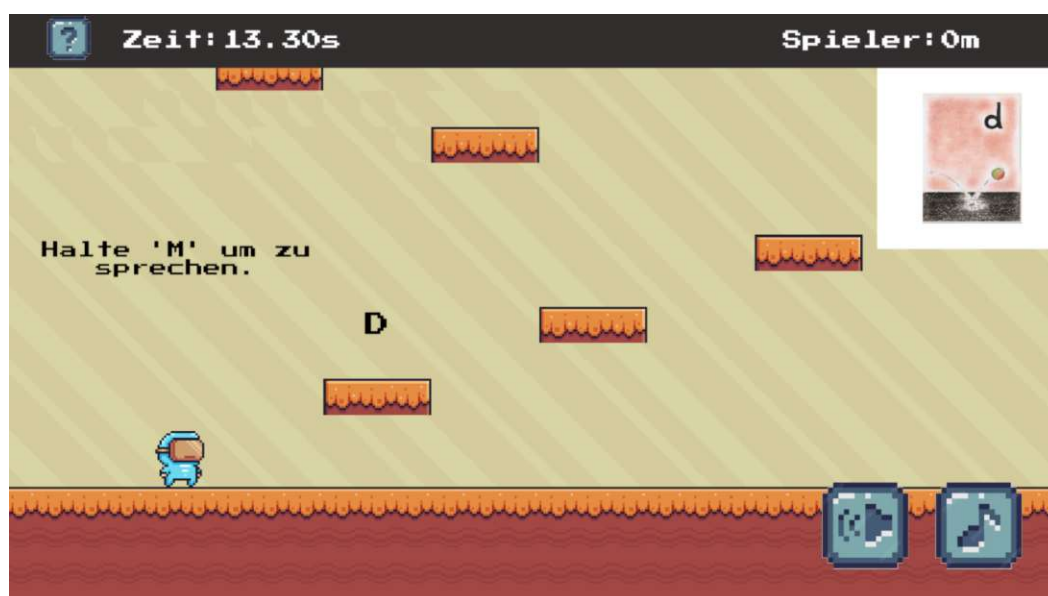 ?
Zeit:13.30s
Spieler:0m
d
Halte 'M' um zu
sprechen.
D